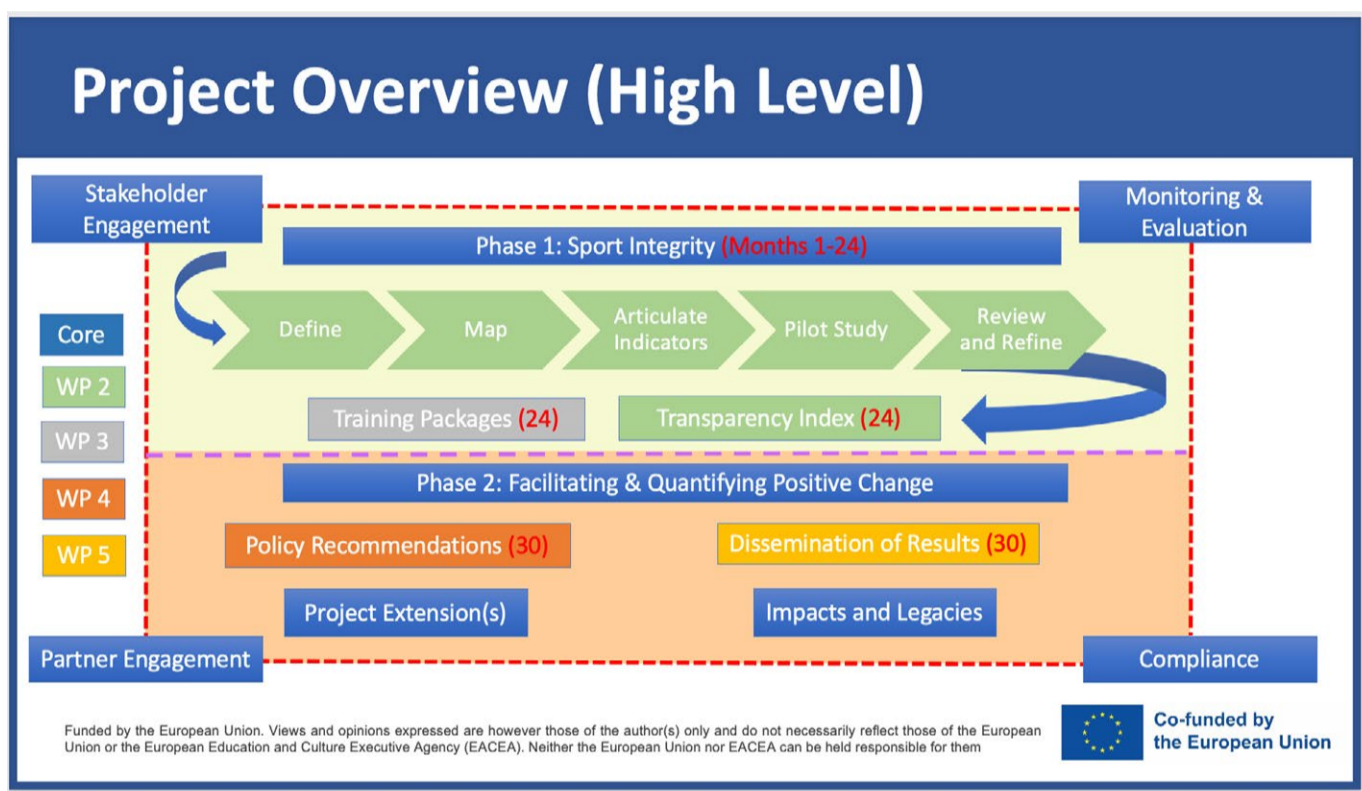 Project Overview (High Level)
Stakeholder
Engagement
Monitoring &
Evaluation
Phase 1: Sport Integrity (Months 1-24)
Define
Map
Articulate
Indicators
Pilot Study
Review
and Refine
Core
WP 2
WP 3
WP 4
WP 5
Training Packages (24)
Transparency Index (24)
Phase 2: Facilitating & Quantifying Positive Change
Policy Recommendations (30)
Dissemination of Results (30)
Project Extension(s)
Impacts and Legacies
Partner Engagement
Compliance
Funded by the European Union. Views and opinions expressed are however those of the author(s) only and do not necessarily reflect those of the European
Union or the European Education and Culture Executive Agency (EACEA). Neither the European Union nor EACEA can be held responsible for them
Co-funded by
the European Union